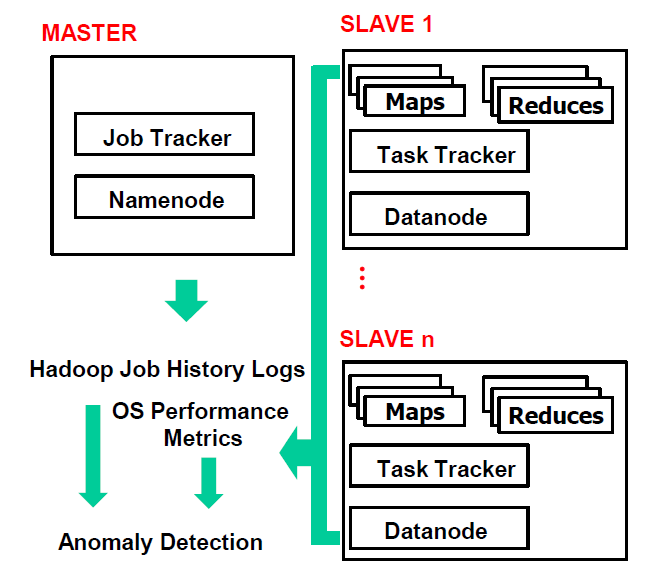 MASTER
Job Tracker
Namenode
SLAVE 1
Maps
Reduces
Task Tracker
Datanode
SLAVE n
Maps
Reduces
Task Tracker
Datanode
Hadoop Job History Logs
OS Performance
Metrics
Anomaly Detection